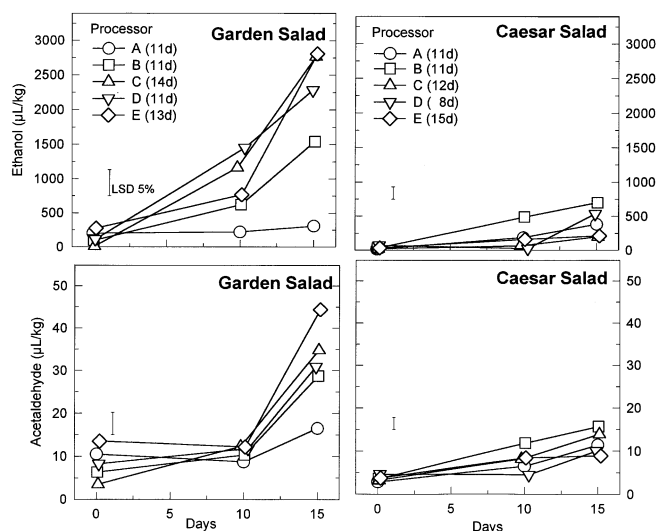 Garden Salad
Processor
A (11d)
B (11d)
C (14d)
D (11d)
E (13d)
LSD 5%
Ethanol (µL/kg)
3000
2500
2000
1500
1000
500
0
Caesar Salad
Processor
A (11d)
B (11d)
C (12d)
D ( 8d)
E (15d)
3000
2500
2000
1500
1000
500
0
Garden Salad
Acetaldehyde (µL/kg)
50
40
30
20
10
0
0 5 10 15
Days
Caesar Salad
50
40
30
20
10
0
0 5 10 15
Days